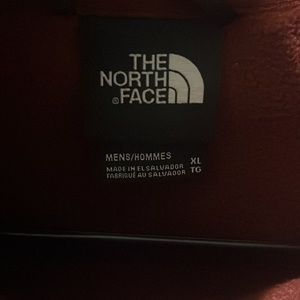 THE
NORTH
® FACE
MENS/HOMMES XL
MADE IN EL SALVADOR TG
FABRIQUÉ AU SALVADOR